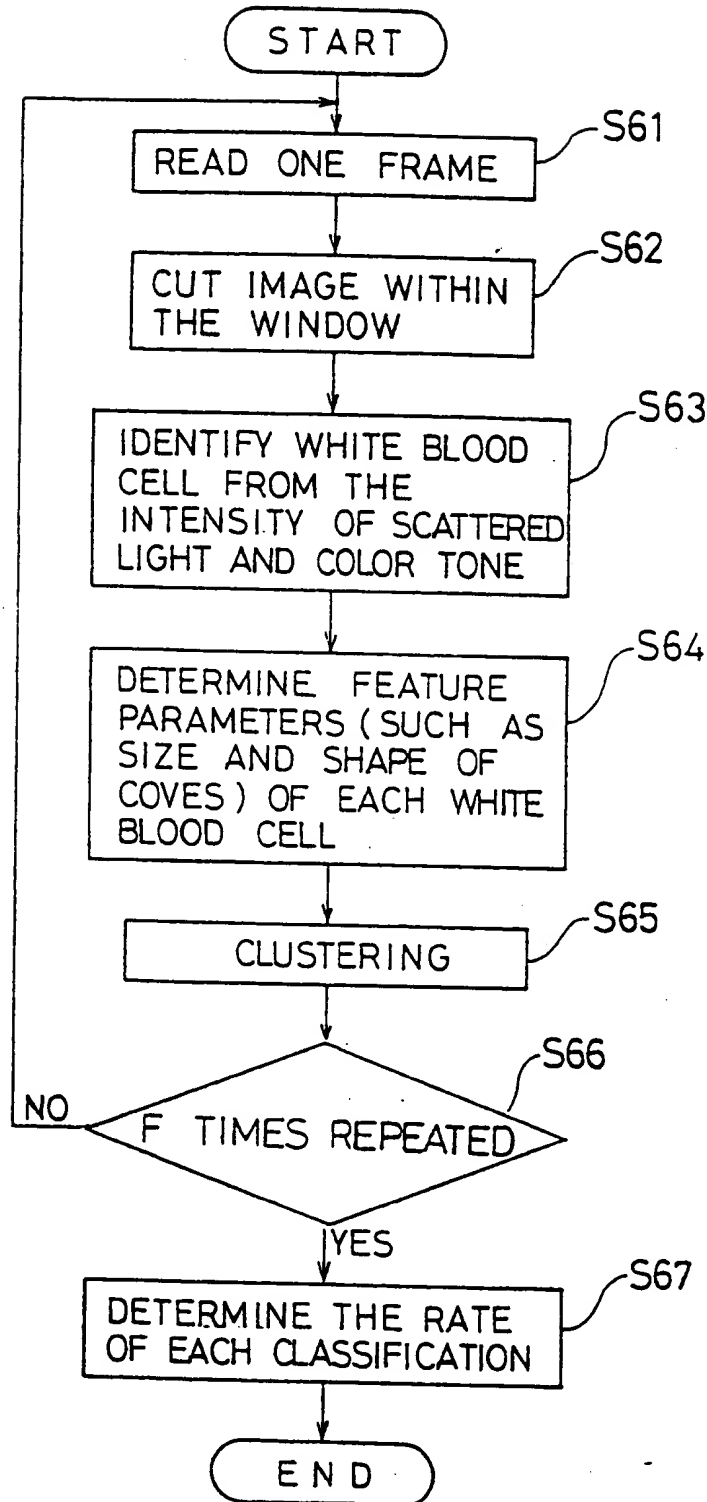 START
S61
READ ONE FRAME
S62
CUT IMAGE WITHIN
THE WINDOW
S63
IDENTIFY WHITE BLOOD
CELL FROM THE
INTENSITY OF SCATTERED
LIGHT AND COLOR TONE
S64
DETERMINE FEATURE
PARAMETERS (SUCH AS
SIZE AND SHAPE OF
COVES) OF EACH WHITE
BLOOD CELL
S65
CLUSTERING
S66
NO
F TIMES REPEATED
YES
S67
DETERMINE THE RATE
OF EACH CLASSIFICATION
END